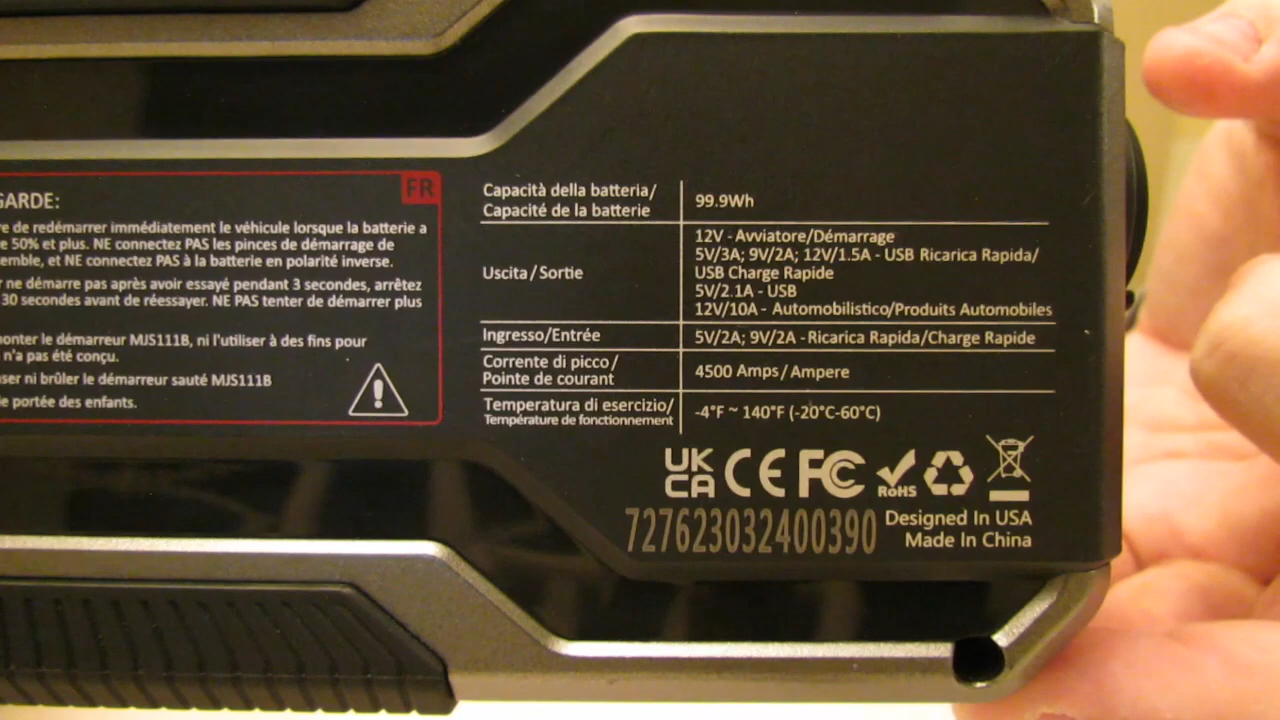 FR
GARDE:
re de redémarrer immédiatement le véhicule lorsque la batterie a
e 50% et plus. NE connectez PAS les pinces de démarrage de
emble, et NE connectez PAS à la batterie en polarité inverse.
r ne démarre pas après avoir essayé pendant 3 secondes, arrêtez
30 secondes avant de réessayer. NE PAS tenter de démarrer plus
onter le démarreur MJS111B, ni l'utiliser à des fins pour
n'a pas été conçu.
ser ni brûler le démarreur sauté MJS111B
e portée des enfants.
Capacità della batteria/
Capacité de la batterie
99.9Wh
Uscita/Sortie
12V - Avviatore/Démarrage
5V/3A; 9V/2A; 12V/1.5A - USB Ricarica Rapida/
USB Charge Rapide
5V/2.1A - USB
12V/10A - Automobilistico/Produits Automobiles
Ingresso/Entrée
5V/2A; 9V/2A - Ricarica Rapida/Charge Rapide
Corrente di picco/
Pointe de courant
4500 Amps/Ampere
Temperatura di esercizio/
Température de fonctionnement
-4°F ~ 140°F (-20°C-60°C)
UK
CA
CE
FC
RoHS
727623032400390
Designed In USA
Made In China